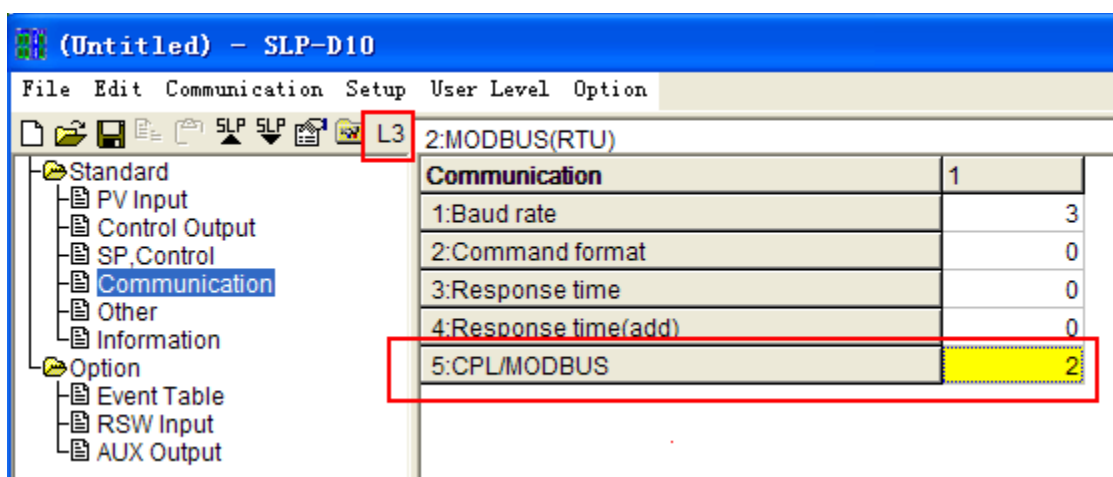 (Untitled) - SLP-D10
File Edit Communication Setup User Level Option
SLP SLP L3
2:MODBUS(RTU)
Standard
PV Input
Control Output
SP,Control
Communication
Other
Information
Option
Event Table
RSW Input
AUX Output
Communication 1
1:Baud rate 3
2:Command format 0
3:Response time 0
4:Response time(add) 0
5:CPL/MODBUS 2